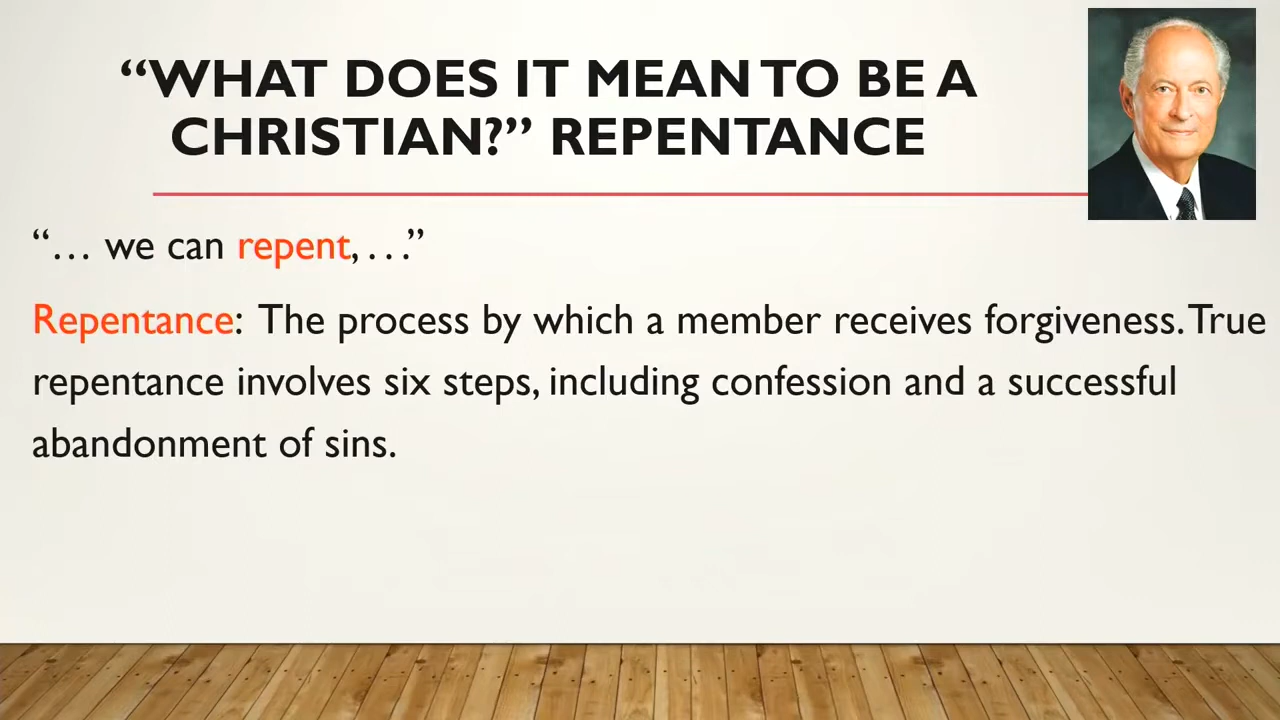 “WHAT DOES IT MEAN TO BE A
CHRISTIAN?” REPENTANCE
“… we can repent, . . .”
Repentance: The process by which a member receives forgiveness. True
repentance involves six steps, including confession and a successful
abandonment of sins.